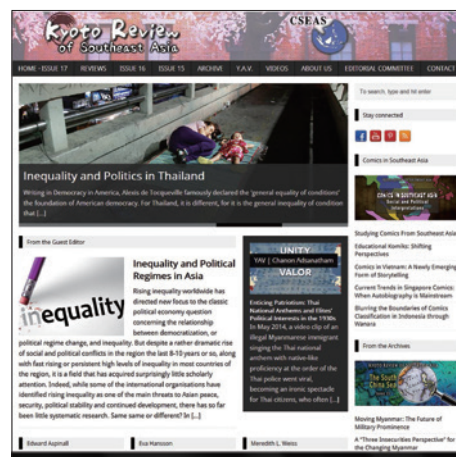 Kyoto Review
of Southeast Asia
CSEAS
HOME - ISSUE 17 REVIEWS ISSUE 16 ISSUE 15 ARCHIVE Y.A.V. VIDEOS ABOUT US EDITORIAL COMMITTEE CONTACT
Inequality and Politics in Thailand
Writing in Democracy in America, Alexis de Tocqueville famously declared the 'general equality of conditions'
the foundation of American democracy. For Thailand, it is different, for it is the general inequality of condition
that [...]
From the Guest Editor
inequality
Inequality and Political
Regimes in Asia
Rising inequality worldwide has
directed new focus to the classic
political economy question
concerning the relationship
between democratization, or
political regime change, and inequality. But despite a rather dramatic rise
of social and political conflicts in the region the last 8-10 years or so, along
with fast rising or persistent high levels of inequality in most countries of
the region, it is a field that has acquired surprisingly little scholarly
attention. Indeed, while some of the international organisations have
identified rising inequality as one of the main threats to Asian peace,
security, political stability and continued development, there has so far
been little systematic research. Same same or different? In [...]
UNITY
YAV | Chanon Adsanatham
VALOR
Enticing Patriotism: Thai
National Anthems and Elites'
Political Interests in the 1930s
In May 2014, a video clip of an
illegal Myanmarese immigrant
singing the Thai national
anthem with native-like
proficiency at the order of the
Thai police went viral,
becoming an ironic spectacle
for Thai citizens, who often [...]
To search, type and hit enter
Stay connected
Comics in Southeast Asia
COMICS IN SOUTHEAST ASIA
Social and Political
Interpretations
Studying Comics From Southeast Asia
Educational Komiks: Shifting
Perspectives
Comics in Vietnam: A Newly Emerging
Form of Storytelling
Current Trends in Singapore Comics:
When Autobiography is Mainstream
Blurring the Boundaries of Comics
Classification in Indonesia through
Wanara
From the Archives
The South
China Sea
Moving Myanmar: The Future of
Military Prominence
A "Three Insecurities Perspective" for
Edward Aspinall
Eva Hansson
Meredith L. Weiss